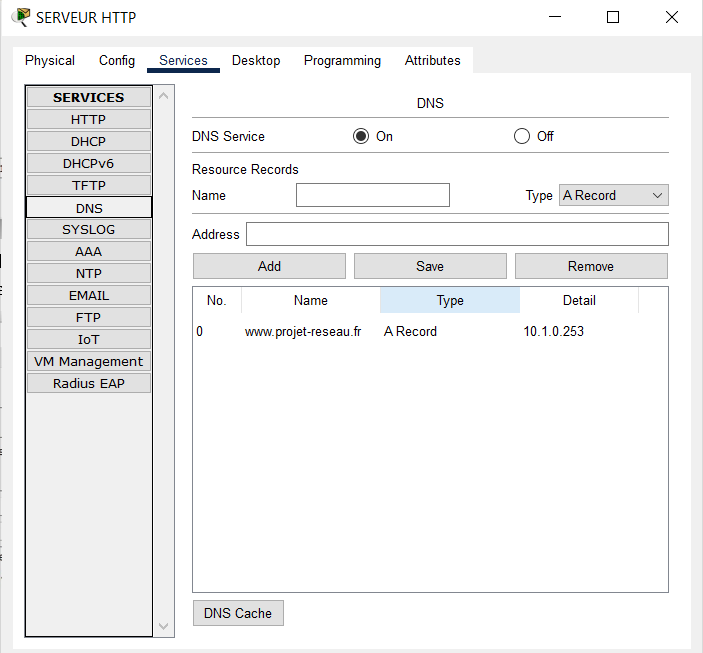 SERVEUR HTTP
Physical Config Services Desktop Programming Attributes
SERVICES
HTTP
DHCP
DHCPv6
TFTP
DNS
SYSLOG
AAA
NTP
EMAIL
FTP
IoT
VM Management
Radius EAP
DNS
DNS Service On Off
Resource Records
Name Type A Record
Address
Add Save Remove
No. Name Type Detail
0 www.projet-reseau.fr A Record 10.1.0.253
DNS Cache